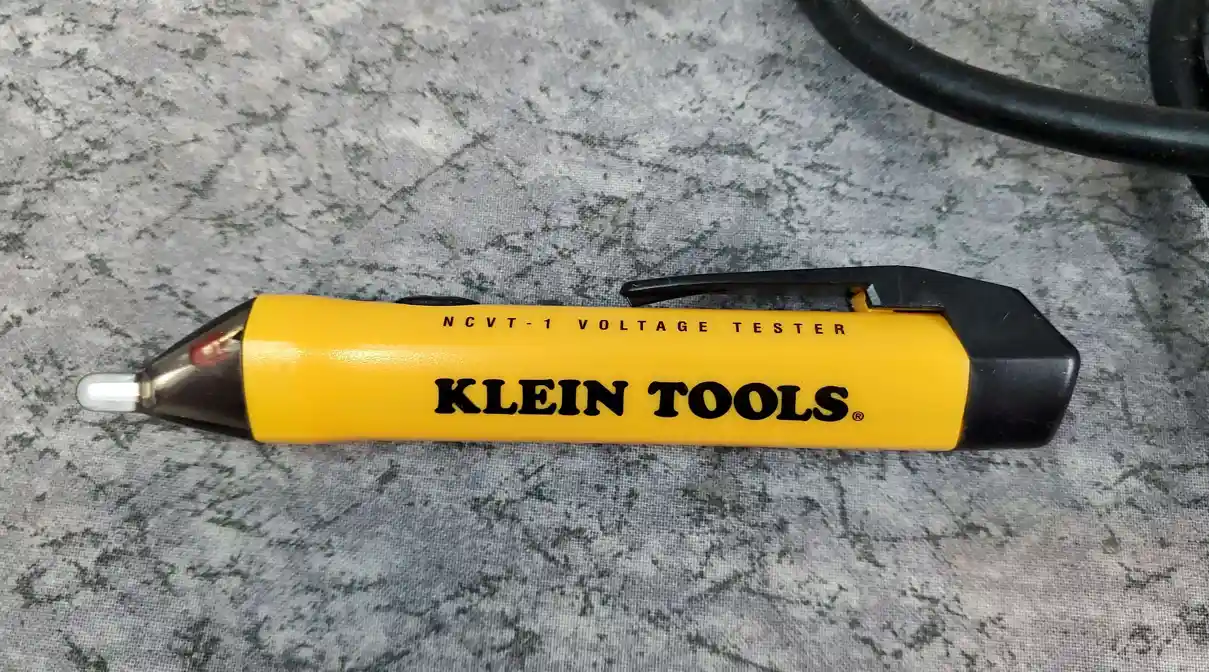 NCVT-1 VOLTAGE TESTER
KLEIN TOOLS®